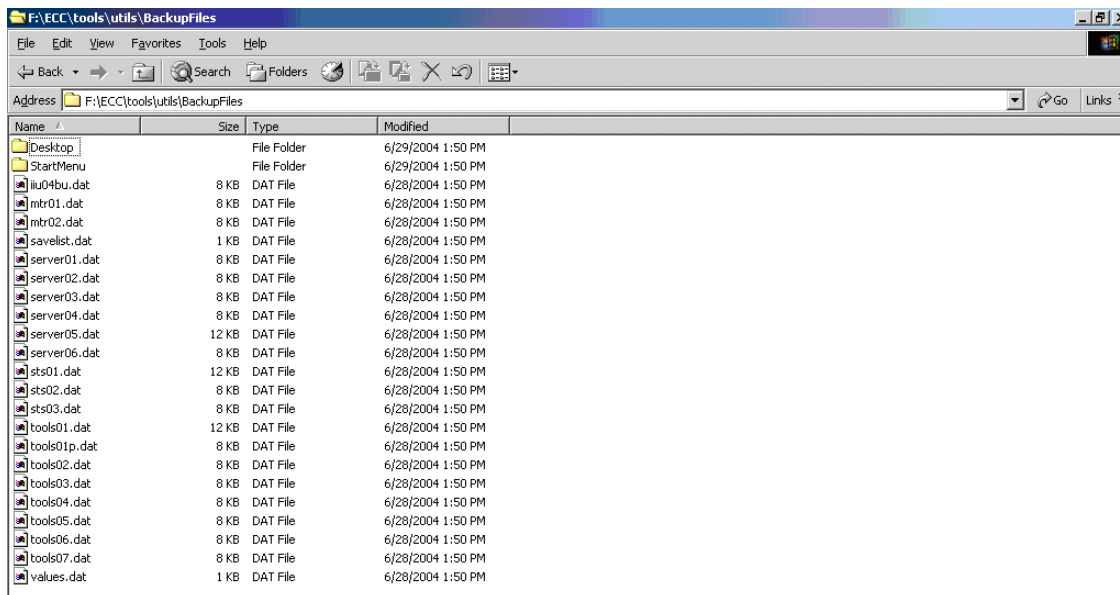 F:\ECC\tools\utils\BackupFiles
File Edit View Favorites Tools Help
Back Search Folders
Address F:\ECC\tools\utils\BackupFiles Go Links
Name Size Type Modified
Desktop File Folder 6/29/2004 1:50 PM
StartMenu File Folder 6/29/2004 1:50 PM
iiu04bu.dat 8 KB DAT File 6/28/2004 1:50 PM
mtr01.dat 8 KB DAT File 6/28/2004 1:50 PM
mtr02.dat 8 KB DAT File 6/28/2004 1:50 PM
savelist.dat 1 KB DAT File 6/28/2004 1:50 PM
server01.dat 8 KB DAT File 6/28/2004 1:50 PM
server02.dat 8 KB DAT File 6/28/2004 1:50 PM
server03.dat 8 KB DAT File 6/28/2004 1:50 PM
server04.dat 8 KB DAT File 6/28/2004 1:50 PM
server05.dat 12 KB DAT File 6/28/2004 1:50 PM
server06.dat 8 KB DAT File 6/28/2004 1:50 PM
sts01.dat 12 KB DAT File 6/28/2004 1:50 PM
sts02.dat 8 KB DAT File 6/28/2004 1:50 PM
sts03.dat 8 KB DAT File 6/28/2004 1:50 PM
tools01.dat 12 KB DAT File 6/28/2004 1:50 PM
tools01p.dat 8 KB DAT File 6/28/2004 1:50 PM
tools02.dat 8 KB DAT File 6/28/2004 1:50 PM
tools03.dat 8 KB DAT File 6/28/2004 1:50 PM
tools04.dat 8 KB DAT File 6/28/2004 1:50 PM
tools05.dat 8 KB DAT File 6/28/2004 1:50 PM
tools06.dat 8 KB DAT File 6/28/2004 1:50 PM
tools07.dat 8 KB DAT File 6/28/2004 1:50 PM
values.dat 1 KB DAT File 6/28/2004 1:50 PM